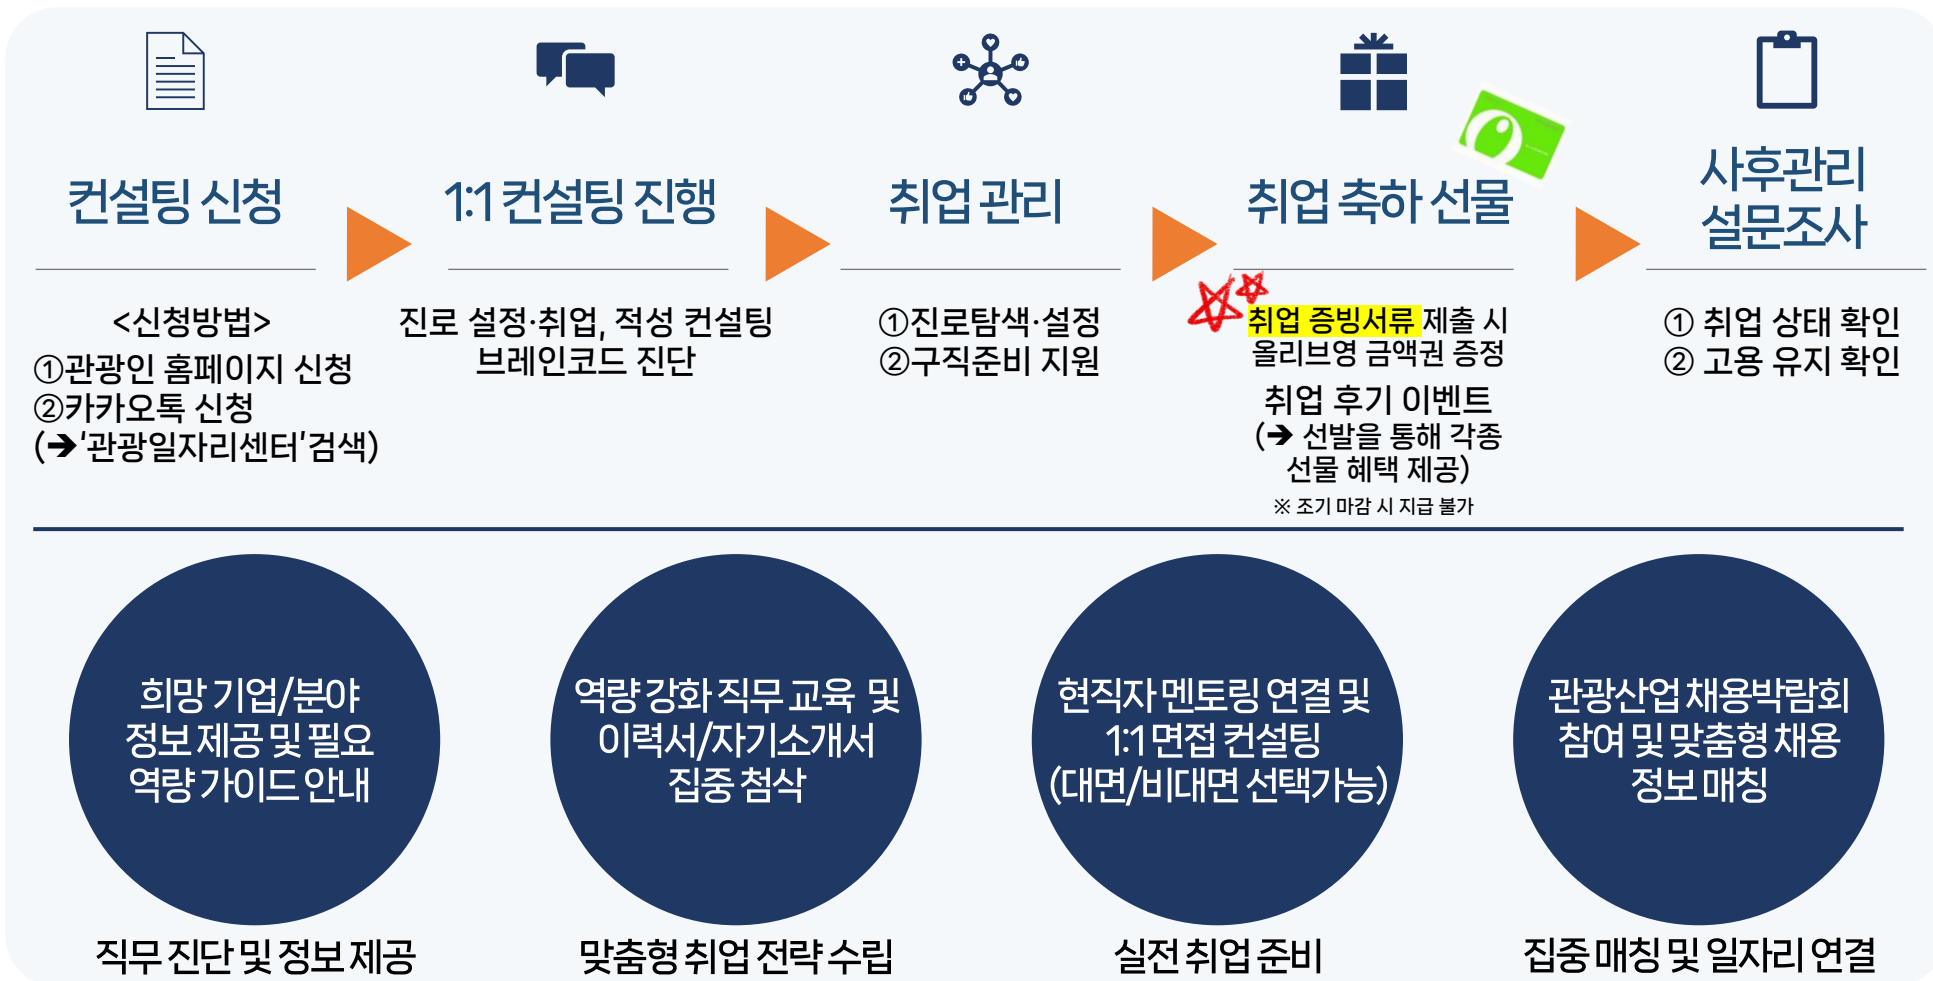 컨설팅 신청
<신청방법>
①관광인 홈페이지 신청
②카카오톡 신청
(➔‘관광일자리센터’검색)
1:1 컨설팅 진행
진로 설정·취업, 적성 컨설팅
브레인코드 진단
취업 관리
①진로탐색·설정
②구직준비 지원
취업 축하 선물
취업 증빙서류 제출 시
올리브영 금액권 증정
취업 후기 이벤트
(➔ 선발을 통해 각종
선물 혜택 제공)
※ 조기 마감 시 지급 불가
사후관리
설문조사
① 취업 상태 확인
② 고용 유지 확인
희망 기업/분야
정보 제공 및 필요
역량 가이드 안내
직무 진단 및 정보 제공
역량 강화 직무 교육 및
이력서/자기소개서
집중 첨삭
맞춤형 취업 전략 수립
현직자 멘토링 연결 및
1:1 면접 컨설팅
(대면/비대면 선택가능)
실전 취업 준비
관광산업 채용박람회
참여 및 맞춤형 채용
정보 매칭
집중 매칭 및 일자리 연결